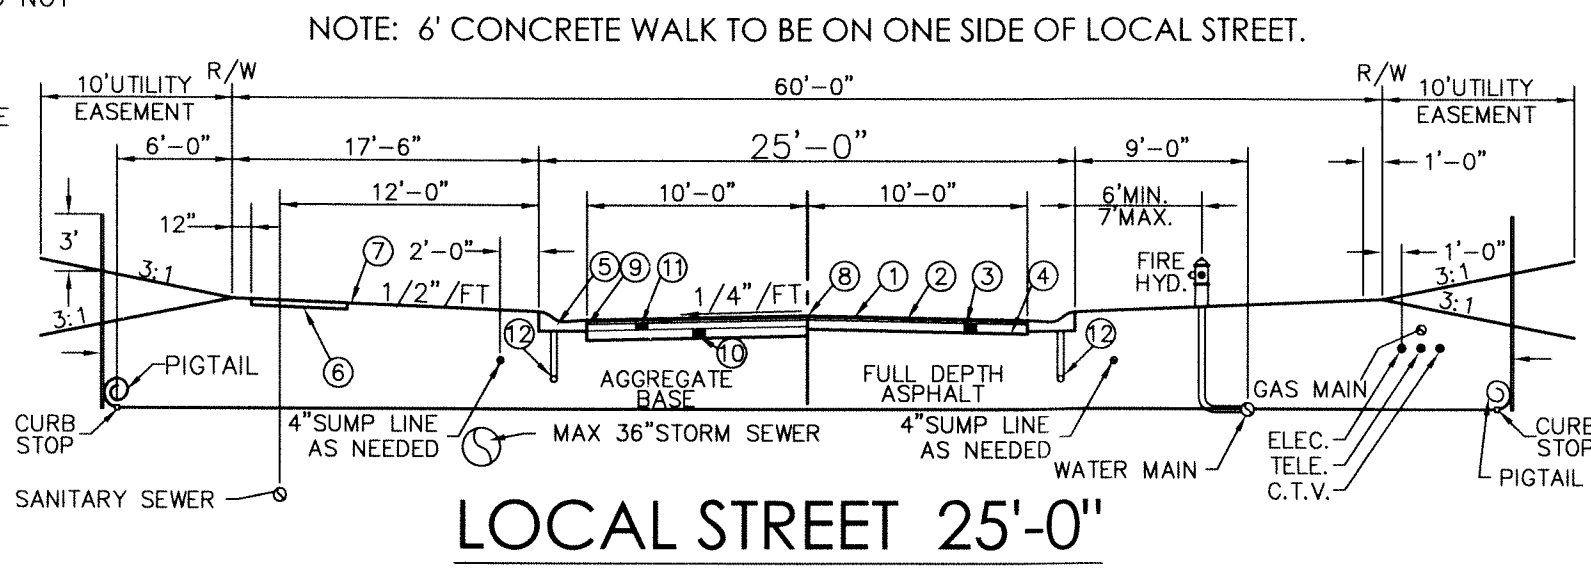 NOT
NOTE: 6' CONCRETE WALK TO BE ON ONE SIDE OF LOCAL STREET.
R/W
R/W
10'UTILITY
EASEMENT
60'-0"
10'UTILITY
EASEMENT
6'-0"
17'-6"
25'-0"
9'-0"
1'-0"
12'-0"
10'-0"
10'-0"
6'MIN.
7'MAX.
12"
3'
3:1
3:1
7
2'-0"
1/2"/FT
5
9
11
1/4"/FT
8
1
2
3
4
FIRE
HYD.
1'-0"
3:1
3:1
12
10
12
6
PIGTAIL
AGGREGATE
BASE
FULL DEPTH
ASPHALT
GAS MAIN
CURB
STOP
4"SUMP LINE
AS NEEDED
MAX 36"STORM SEWER
4"SUMP LINE
AS NEEDED
WATER MAIN
ELEC.
TELE.
C.T.V.
CURB
STOP
PIGTAIL
SANITARY SEWER
LOCAL STREET 25'-0"